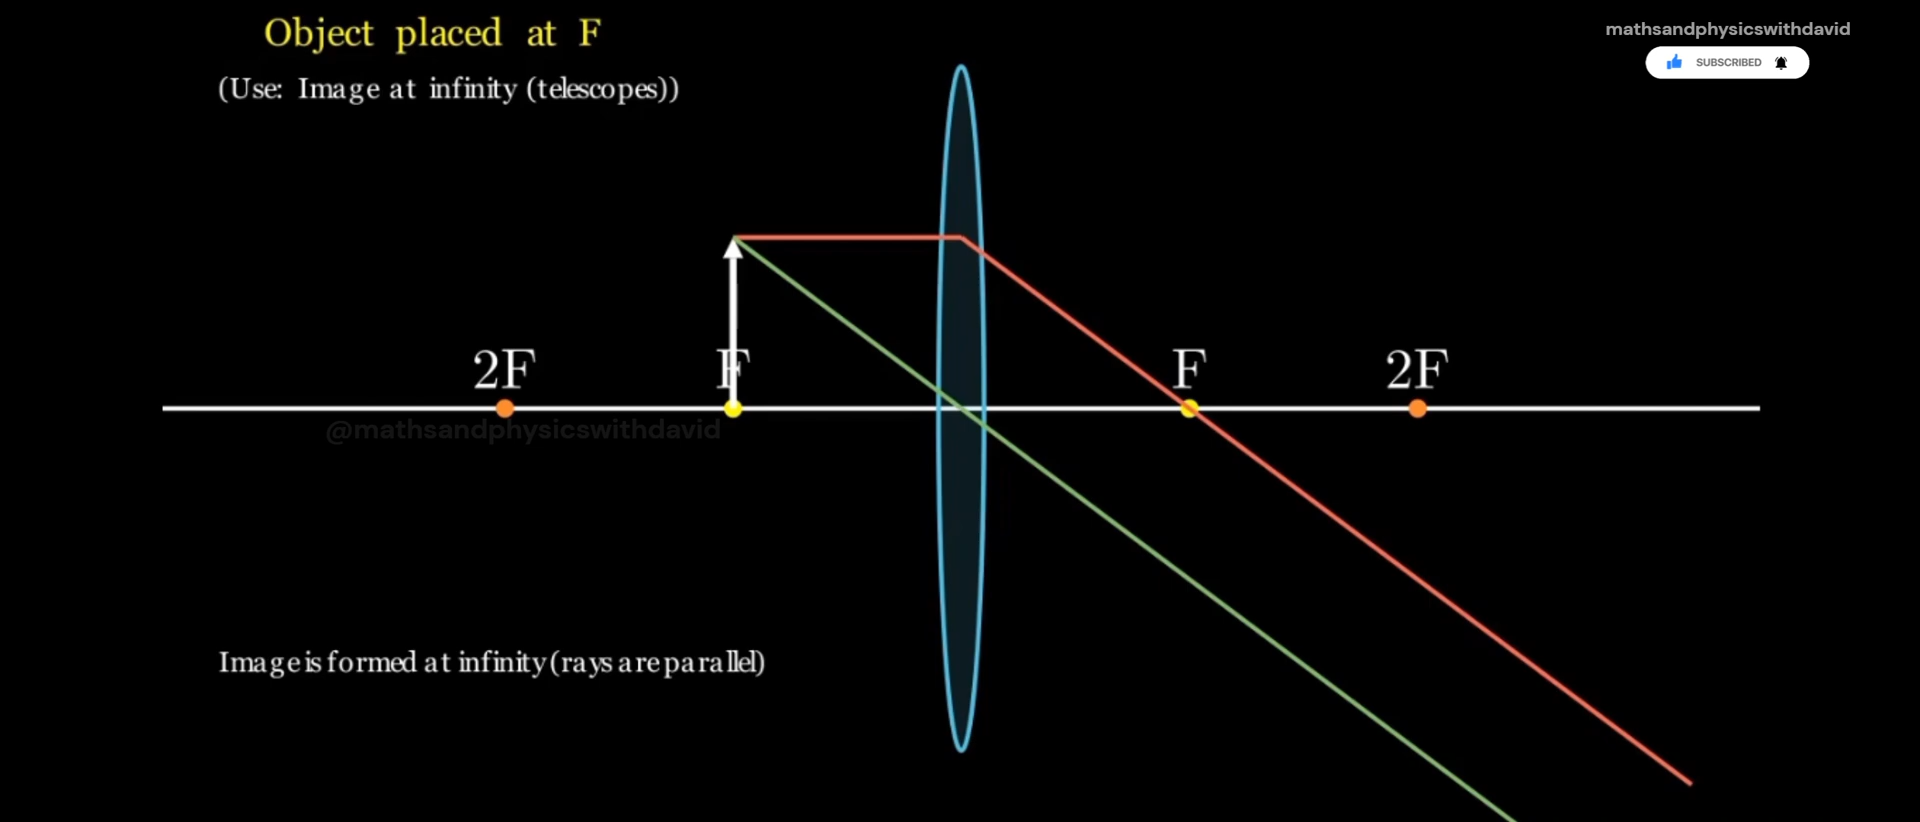 Object placed at F
(Use: Image at infinity (telescopes))
mathsandphysicswithdavid
SUBSCRIBED
2F F F 2F
@mathsandphysicswithdavid
Image is formed at infinity (rays are parallel)